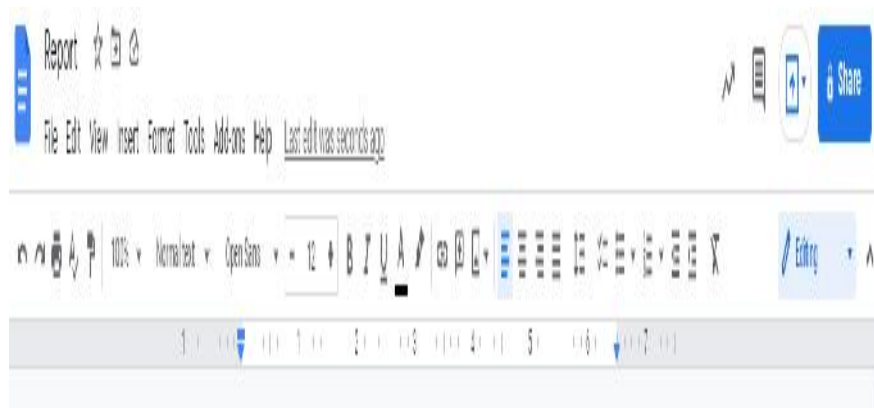 Report
Share
File Edit View Insert Format Tools Add-ons Help Last edit was seconds ago
100% Normal text Open Sans - 12 + B I U A Editing
1 1 2 3 4 5 6 7